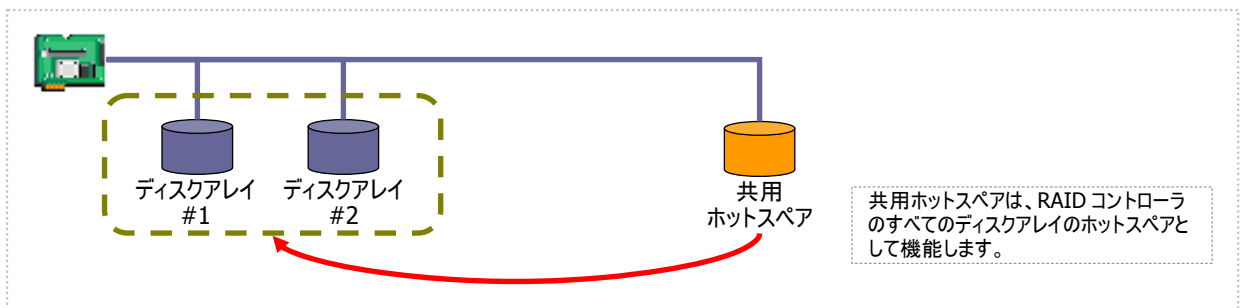 ディスクアレイ
#1
ディスクアレイ
#2
共用
ホットスペア
共用ホットスペアは、RAID コントローラ
のすべてのディスクアレイのホットスペアと
して機能します。